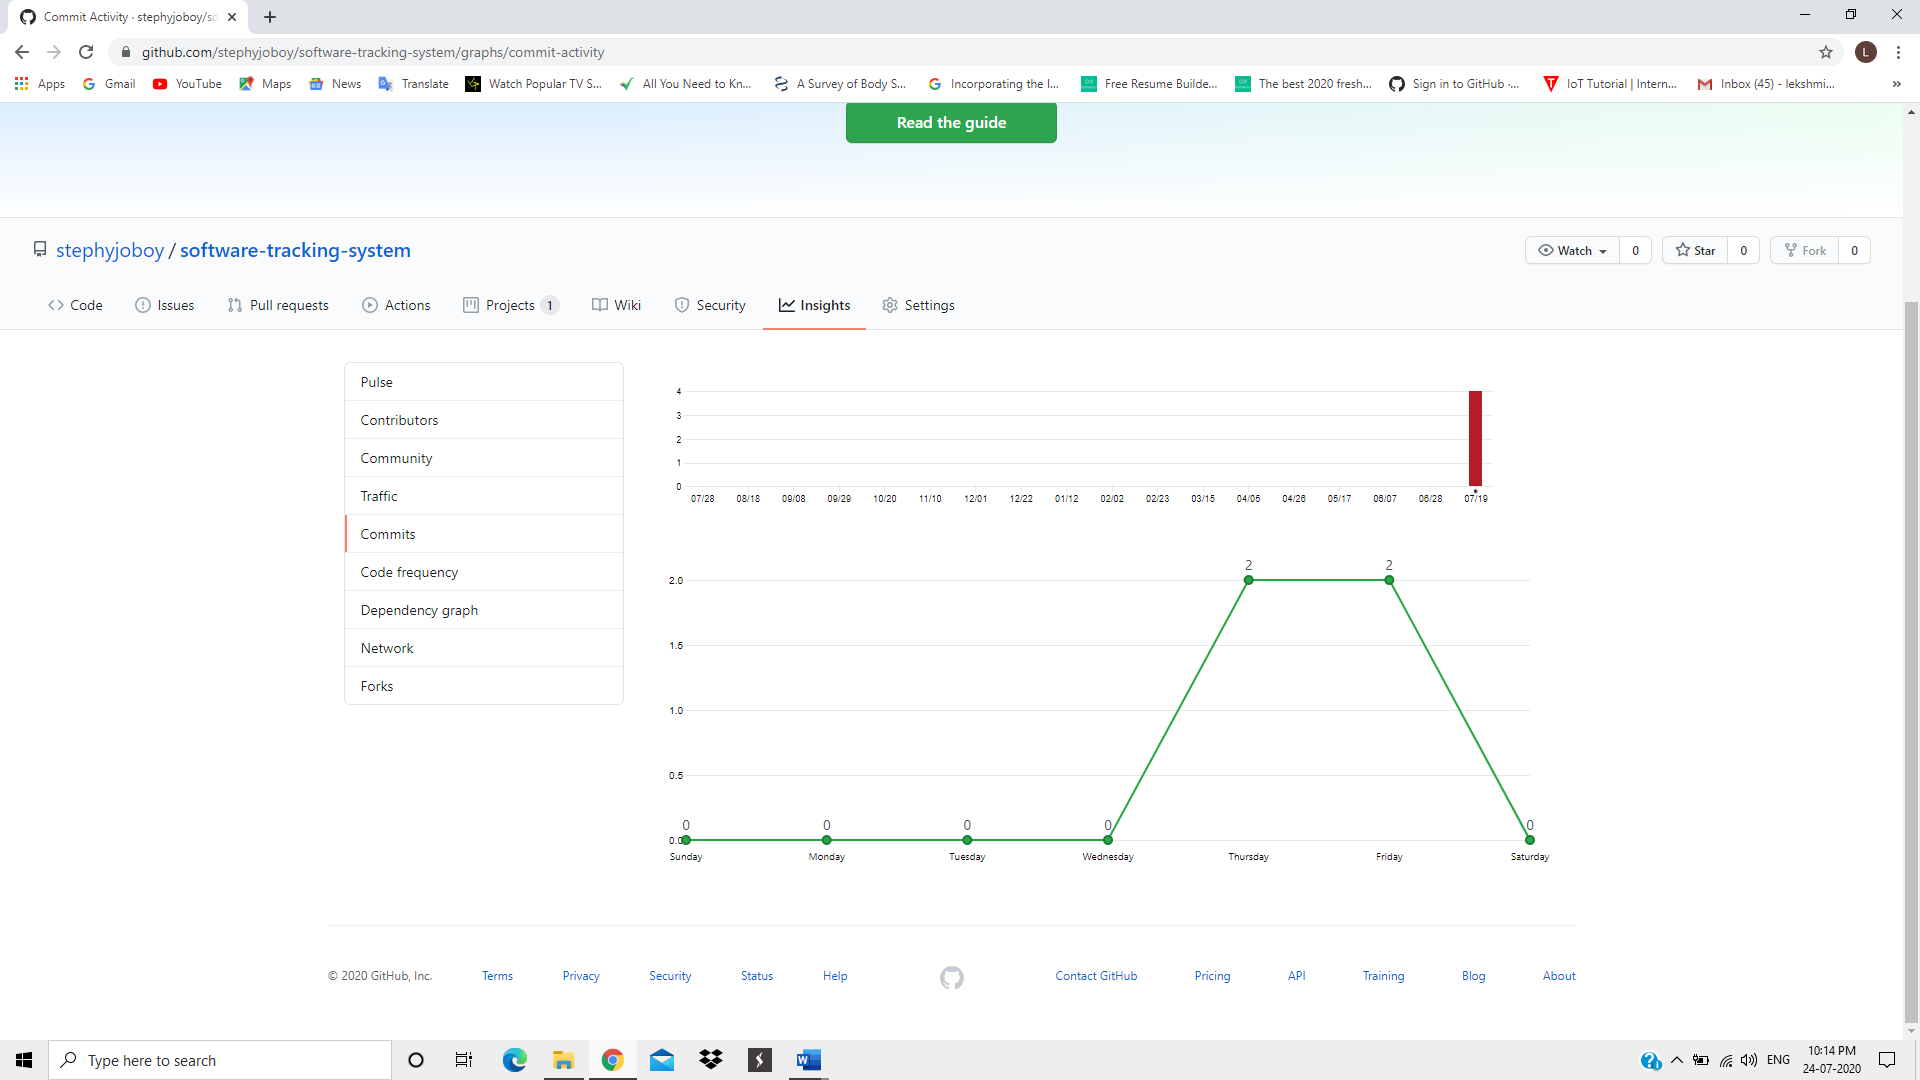 Commit Activity · stephyjoboy/so
github.com/stephyjoboy/software-tracking-system/graphs/commit-activity
L
Apps Gmail YouTube Maps News Translate Watch Popular TV S... All You Need to Kn... A Survey of Body S... Incorporating the I... Free Resume Builde... The best 2020 fresh... Sign in to GitHub ·... IoT Tutorial | Intern... Inbox (45) - lekshmi... »
Read the guide
stephyjoboy / software-tracking-system
Watch 0 Star 0 Fork 0
Code Issues Pull requests Actions Projects 1 Wiki Security Insights Settings
Pulse
Contributors
Community
Traffic
Commits
Code frequency
Dependency graph
Network
Forks
4
3
2
1
0
07/28 08/18 09/08 09/29 10/20 11/10 12/01 12/22 01/12 02/02 02/23 03/15 04/05 04/26 05/17 06/07 06/28 07/19
2 2
2.0
1.5
1.0
0.5
0 0 0 0 0
0.0
Sunday Monday Tuesday Wednesday Thursday Friday Saturday
© 2020 GitHub, Inc. Terms Privacy Security Status Help Contact GitHub Pricing API Training Blog About
Type here to search
ENG
10:14 PM
24-07-2020